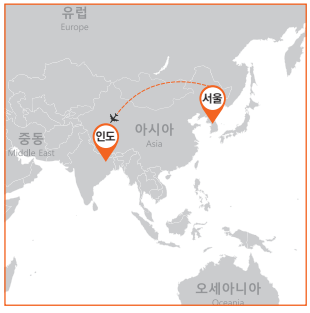 유럽
Europe
서울
인도
아시아
Asia
중동
Middle East
오세아니아
Oceania